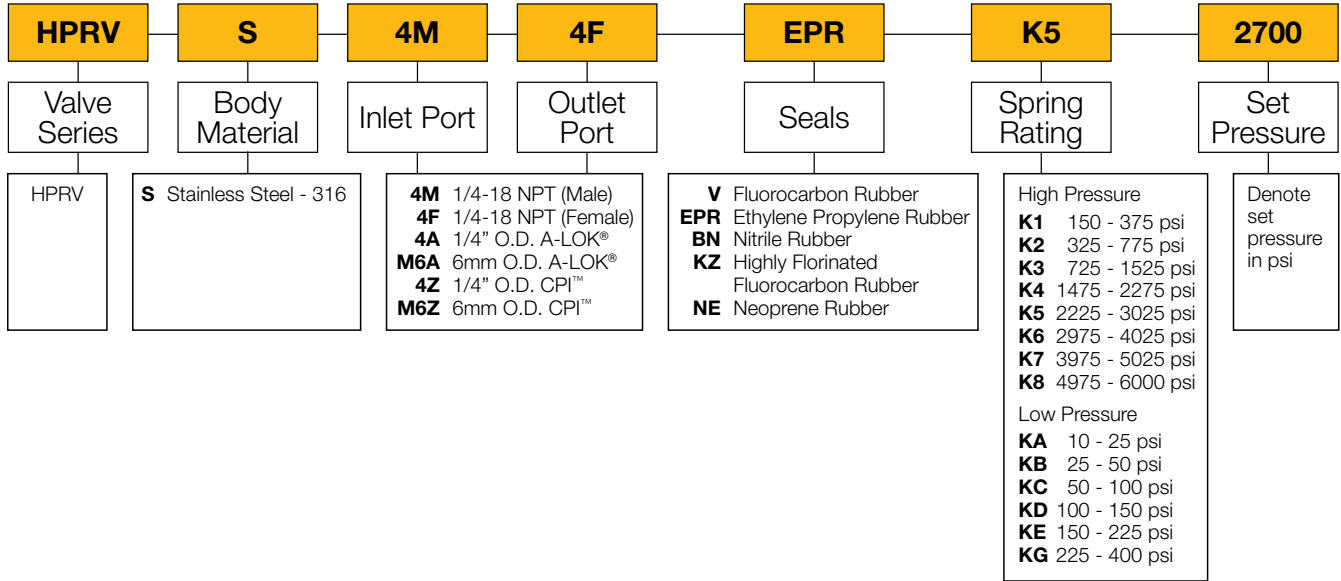 HPRV S 4M 4F EPR K5 2700
Valve
Series
Body
Material
Inlet Port
Outlet
Port
Seals
Spring
Rating
Set
Pressure
HPRV
S Stainless Steel - 316
4M 1/4-18 NPT (Male)
4F 1/4-18 NPT (Female)
4A 1/4” O.D. A-LOK®
M6A 6mm O.D. A-LOK®
4Z 1/4” O.D. CPI™
M6Z 6mm O.D. CPI™
V Fluorocarbon Rubber
EPR Ethylene Propylene Rubber
BN Nitrile Rubber
KZ Highly Florinated
Fluorocarbon Rubber
NE Neoprene Rubber
High Pressure
K1 150 - 375 psi
K2 325 - 775 psi
K3 725 - 1525 psi
K4 1475 - 2275 psi
K5 2225 - 3025 psi
K6 2975 - 4025 psi
K7 3975 - 5025 psi
K8 4975 - 6000 psi
Low Pressure
KA 10 - 25 psi
KB 25 - 50 psi
KC 50 - 100 psi
KD 100 - 150 psi
KE 150 - 225 psi
KG 225 - 400 psi
Denote
set
pressure
in psi